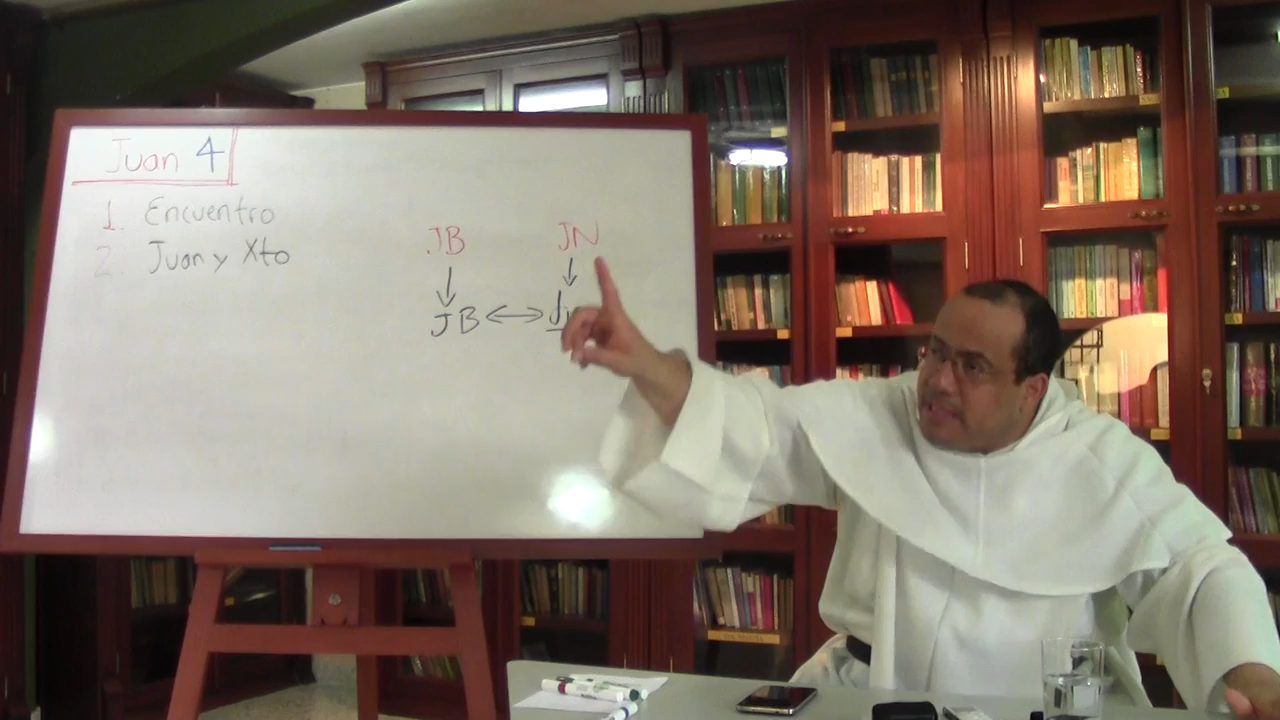 Juan 4
1. Encuentro
2. Juan y Xto
JB JN
JB